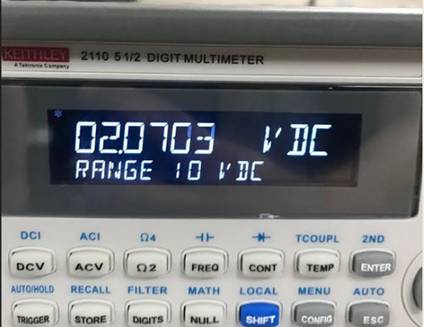 KEITHLEY 2110 5 1/2 DIGIT MULTIMETER
A Tektronix Company
02.0703 VDC
RANGE 10 VDC
DCI ACI Ω4 TCOUPL 2ND
DCV ACV Ω2 FREQ CONT TEMP ENTER
AUTO/HOLD RECALL FILTER MATH LOCAL MENU AUTO
TRIGGER STORE DIGITS NULL SHIFT CONFIG ESC